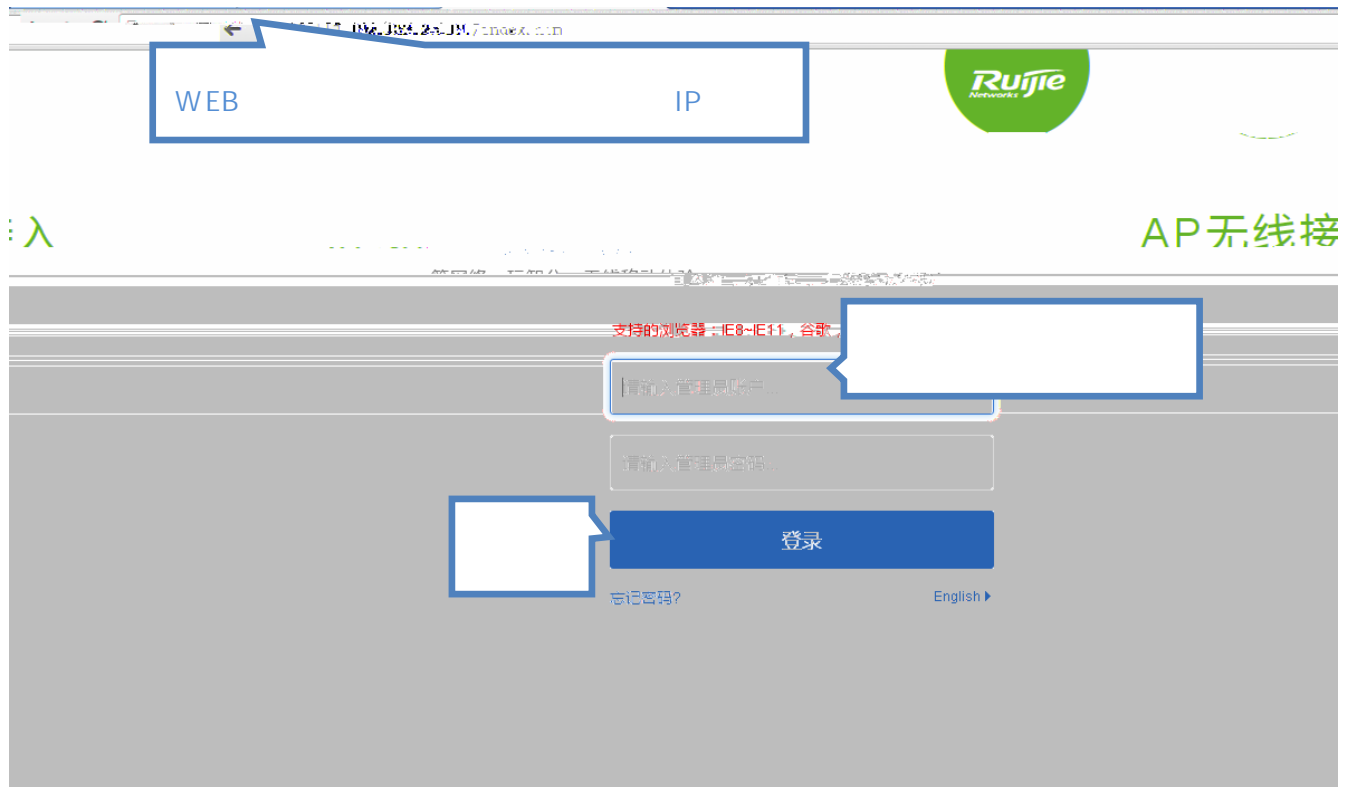 /index.htm
WEB IP
Ruijie
Networks
入
AP无线接
支持的浏览器：IE8~IE11，谷歌，
请输入管理员账户...
请输入管理员密码...
登录
忘记密码?
English